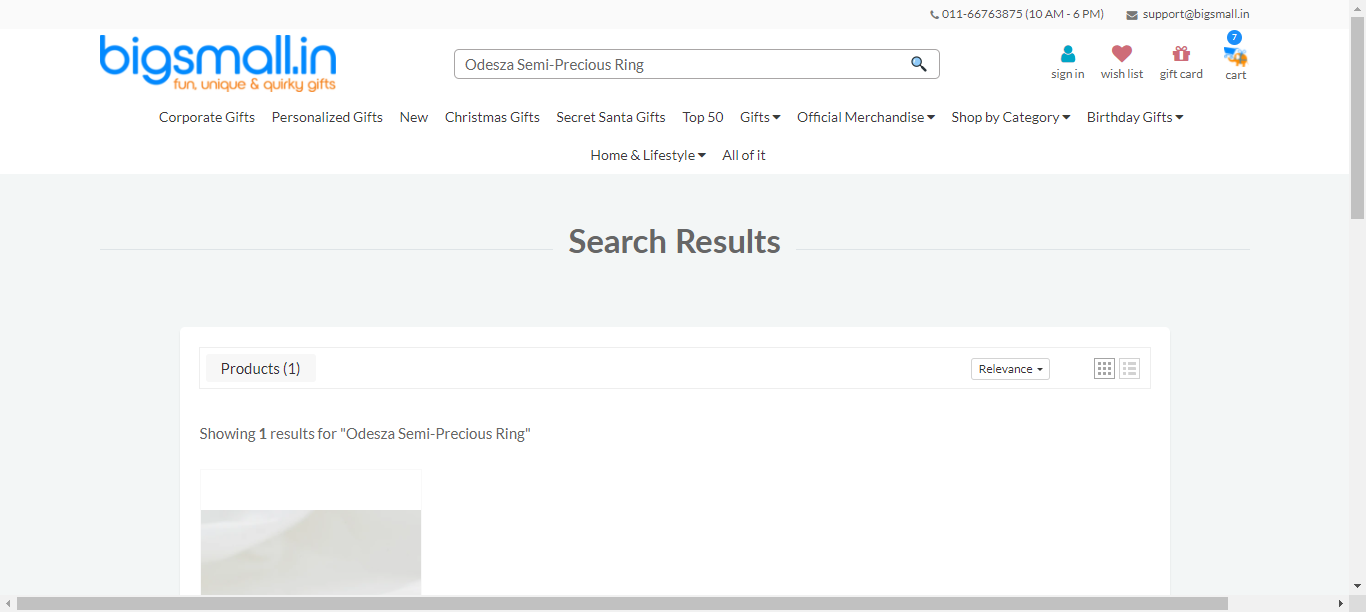 011-66763875 (10 AM - 6 PM) support@bigsmall.in
bigsmall.in
fun, unique & quirky gifts
Odesza Semi-Precious Ring
7
sign in wish list gift card cart
Corporate Gifts Personalized Gifts New Christmas Gifts Secret Santa Gifts Top 50 Gifts Official Merchandise Shop by Category Birthday Gifts
Home & Lifestyle All of it
Search Results
Products (1) Relevance
Showing 1 results for "Odesza Semi-Precious Ring"